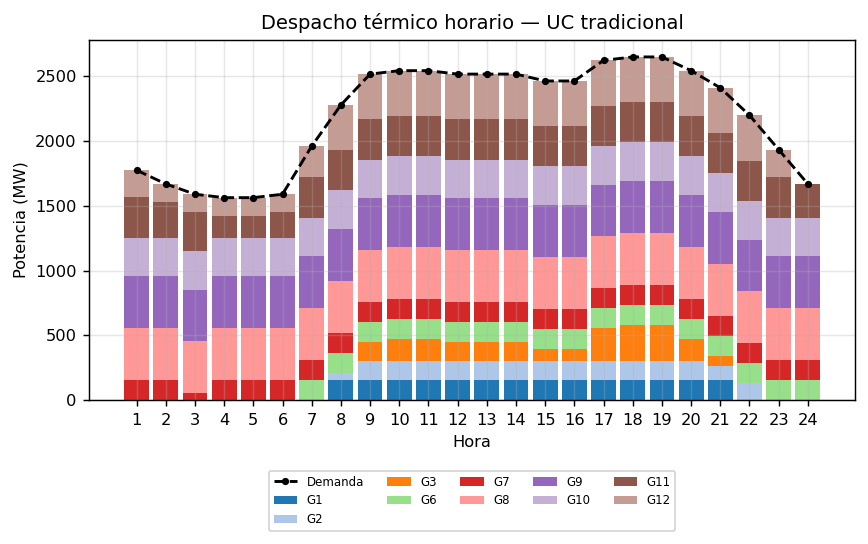 Despacho térmico horario — UC tradicional
Potencia (MW)
2500
2000
1500
1000
500
0
1 2 3 4 5 6 7 8 9 10 11 12 13 14 15 16 17 18 19 20 21 22 23 24
Hora
Demanda G3 G7 G9 G11
G1 G6 G8 G10 G12
G2